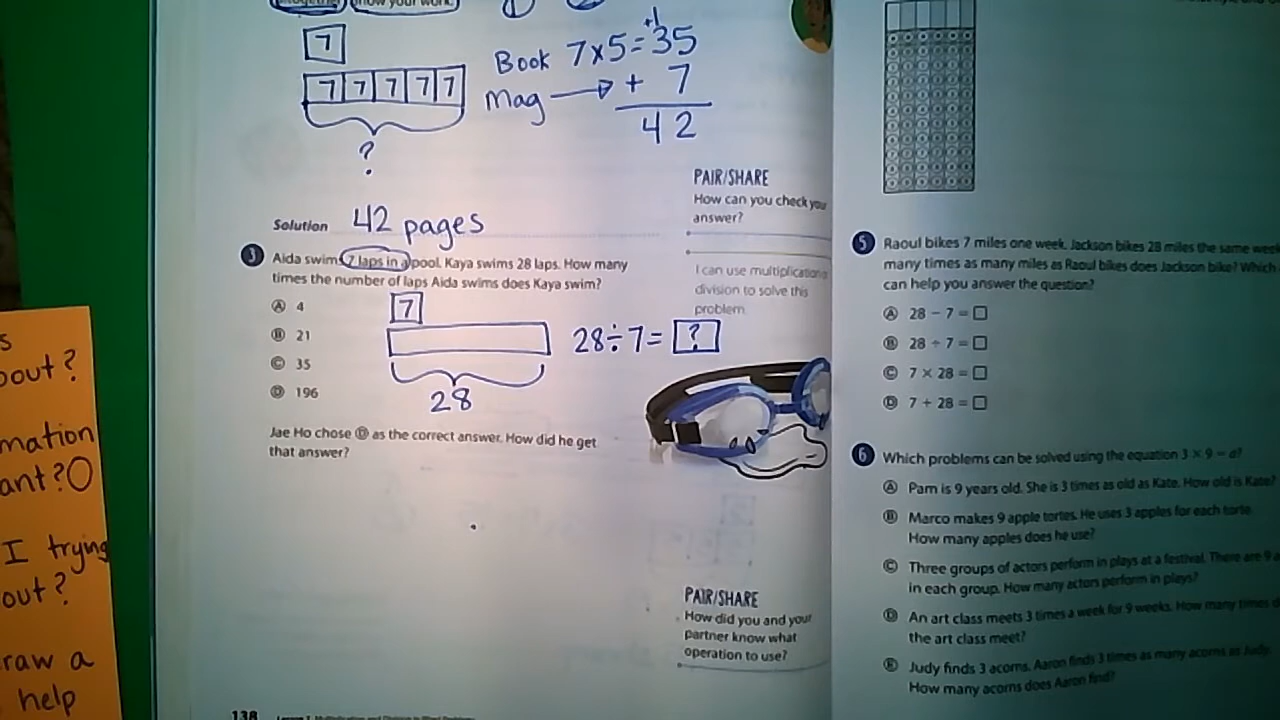 how your work.
7
7 7 7 7 7
?
Book 7x5=35
+1
Mag → + 7
42
Solution 42 pages
PAIR/SHARE
How can you check your
answer?
3 Aida swims 7 laps in a pool. Kaya swims 28 laps. How many
times the number of laps Aida swims does Kaya swim?
A 4
B 21
C 35
D 196
7
28
28÷7= ?
I can use multiplication
division to solve this
problem.
Jae Ho chose D as the correct answer. How did he get
that answer?
PAIR/SHARE
How did you and your
partner know what
operation to use?
138
5 Raoul bikes 7 miles one week. Jackson bikes 28 miles the same week
many times as many miles as Raoul bikes does Jackson bike? Which
can help you answer the question?
A 28 − 7 = □
B 28 ÷ 7 = □
C 7 × 28 = □
D 7 + 28 = □
6 Which problems can be solved using the equation 3 × 9 = a?
A Pam is 9 years old. She is 3 times as old as Kate. How old is Kate?
B Marco makes 9 apple tortes. He uses 3 apples for each torte
How many apples does he use?
C Three groups of actors perform in plays at a festival. There are 9
in each group. How many actors perform in plays?
D An art class meets 3 times a week for 9 weeks. How many times
the art class meet?
E Judy finds 3 acorns. Aaron finds 3 times as many acorns as Judy.
How many acorns does Aaron find?
s
out?
mation
ant?
I trying
out?
raw a
help